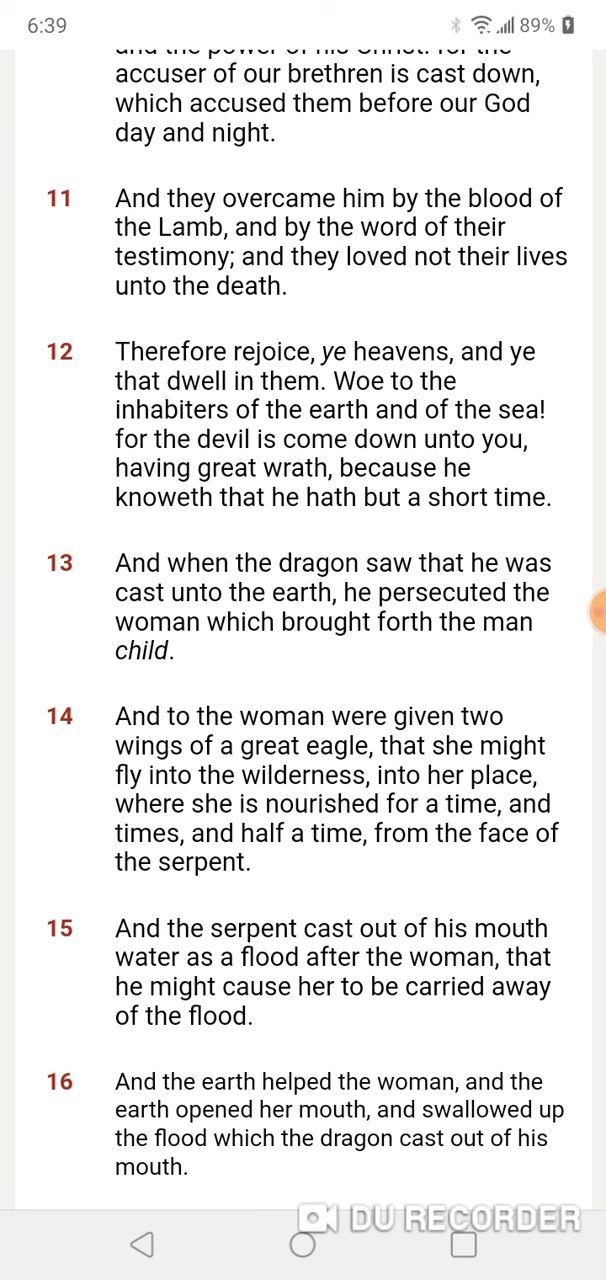 6:39
89%
and the power of his Christ: for the
accuser of our brethren is cast down,
which accused them before our God
day and night.
11 And they overcame him by the blood of
the Lamb, and by the word of their
testimony; and they loved not their lives
unto the death.
12 Therefore rejoice, ye heavens, and ye
that dwell in them. Woe to the
inhabiters of the earth and of the sea!
for the devil is come down unto you,
having great wrath, because he
knoweth that he hath but a short time.
13 And when the dragon saw that he was
cast unto the earth, he persecuted the
woman which brought forth the man
child.
14 And to the woman were given two
wings of a great eagle, that she might
fly into the wilderness, into her place,
where she is nourished for a time, and
times, and half a time, from the face of
the serpent.
15 And the serpent cast out of his mouth
water as a flood after the woman, that
he might cause her to be carried away
of the flood.
16 And the earth helped the woman, and the
earth opened her mouth, and swallowed up
the flood which the dragon cast out of his
mouth.
DU RECORDER